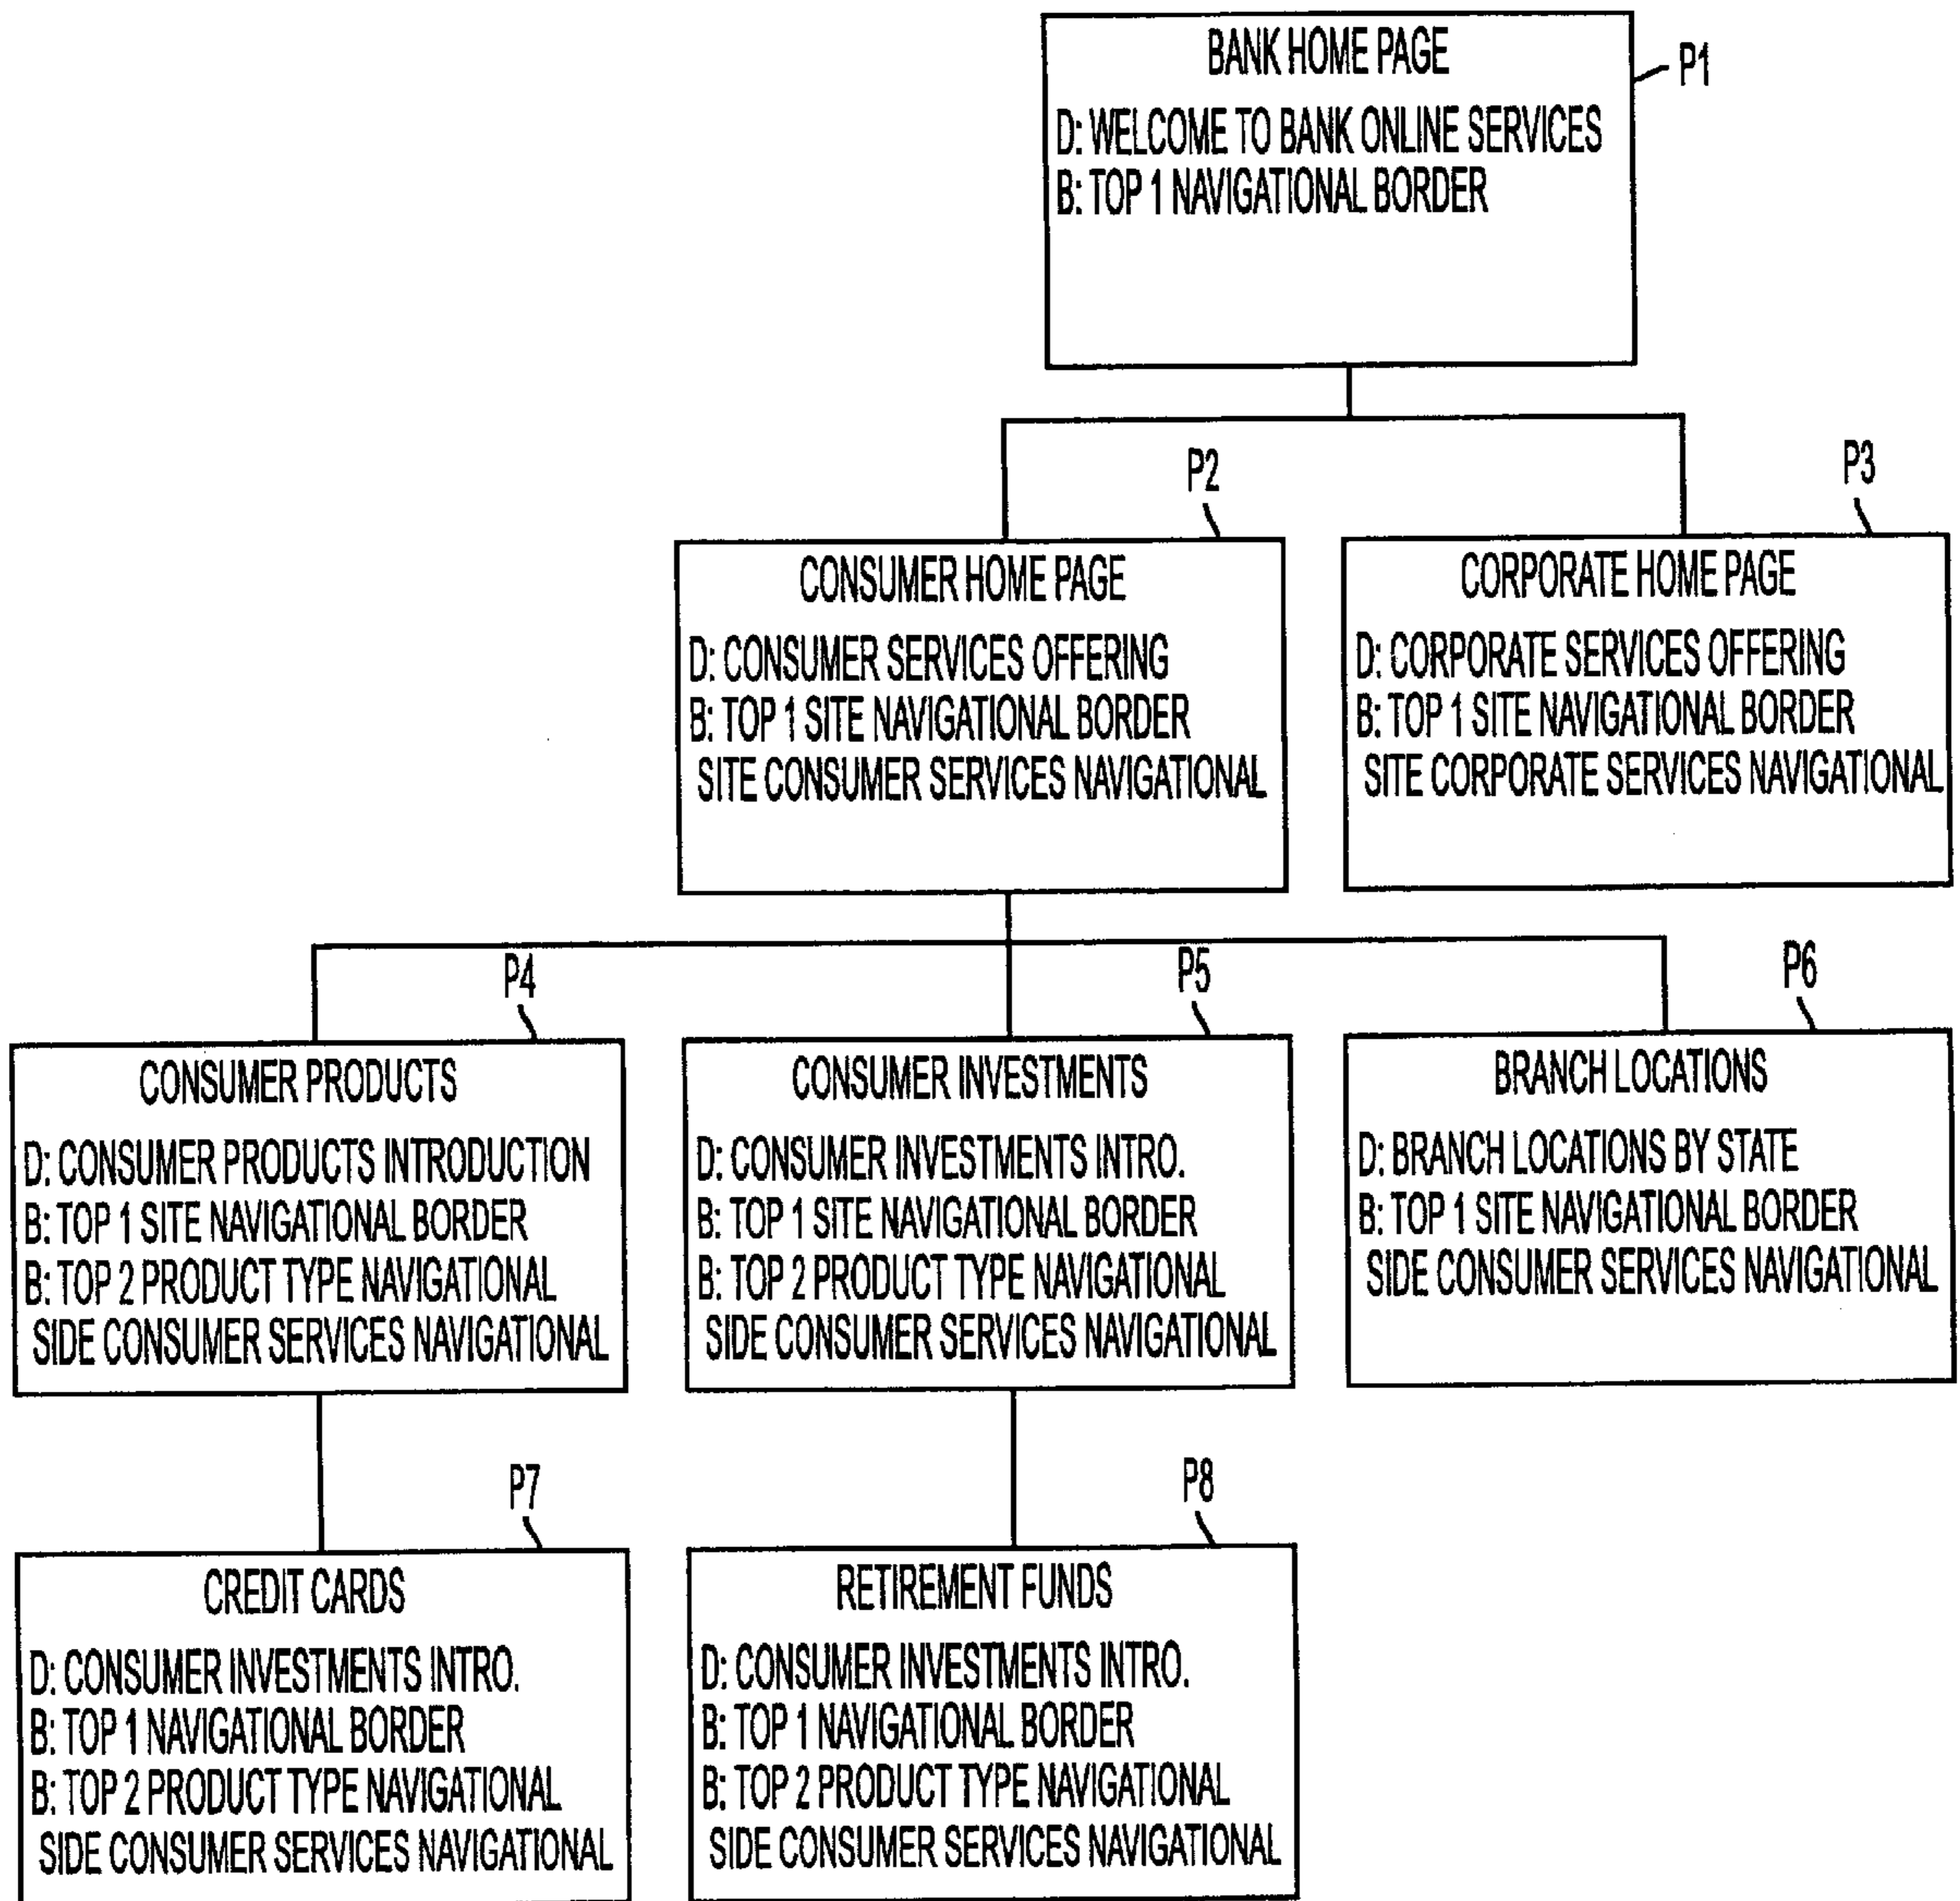 BANK HOME PAGE
P1
D: WELCOME TO BANK ONLINE SERVICES
B: TOP 1 NAVIGATIONAL BORDER
P2
CONSUMER HOME PAGE
D: CONSUMER SERVICES OFFERING
B: TOP 1 SITE NAVIGATIONAL BORDER
SITE CONSUMER SERVICES NAVIGATIONAL
P3
CORPORATE HOME PAGE
D: CORPORATE SERVICES OFFERING
B: TOP 1 SITE NAVIGATIONAL BORDER
SITE CORPORATE SERVICES NAVIGATIONAL
P4
CONSUMER PRODUCTS
D: CONSUMER PRODUCTS INTRODUCTION
B: TOP 1 SITE NAVIGATIONAL BORDER
B: TOP 2 PRODUCT TYPE NAVIGATIONAL
SIDE CONSUMER SERVICES NAVIGATIONAL
P5
CONSUMER INVESTMENTS
D: CONSUMER INVESTMENTS INTRO.
B: TOP 1 SITE NAVIGATIONAL BORDER
B: TOP 2 PRODUCT TYPE NAVIGATIONAL
SIDE CONSUMER SERVICES NAVIGATIONAL
P6
BRANCH LOCATIONS
D: BRANCH LOCATIONS BY STATE
B: TOP 1 SITE NAVIGATIONAL BORDER
SIDE CONSUMER SERVICES NAVIGATIONAL
P7
CREDIT CARDS
D: CONSUMER INVESTMENTS INTRO.
B: TOP 1 NAVIGATIONAL BORDER
B: TOP 2 PRODUCT TYPE NAVIGATIONAL
SIDE CONSUMER SERVICES NAVIGATIONAL
P8
RETIREMENT FUNDS
D: CONSUMER INVESTMENTS INTRO.
B: TOP 1 NAVIGATIONAL BORDER
B: TOP 2 PRODUCT TYPE NAVIGATIONAL
SIDE CONSUMER SERVICES NAVIGATIONAL